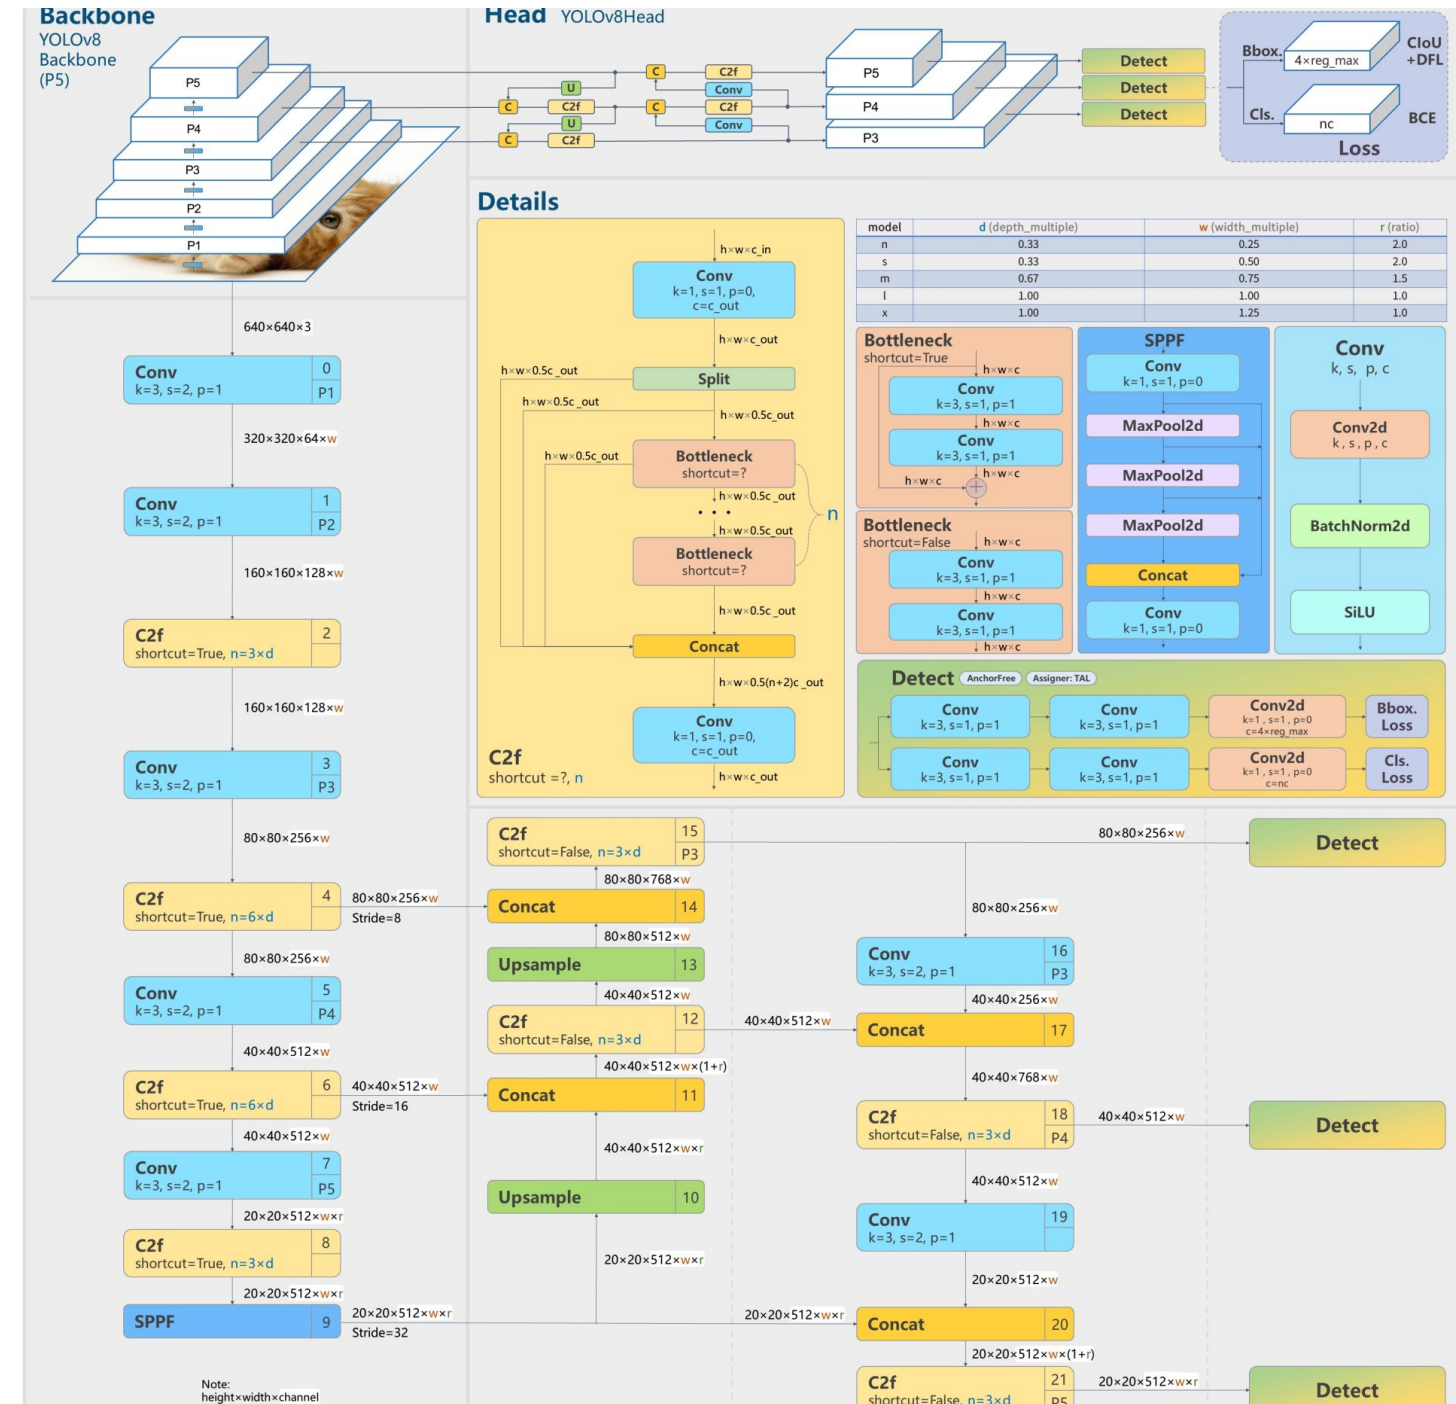 Backbone
YOLOv8
Backbone
(P5)
P5
P4
P3
P2
P1
Head YOLOv8Head
C
C2f
U
Conv
C
C2f
C
C2f
U
Conv
C
C2f
P5
P4
P3
Detect
Detect
Detect
Bbox.
4×reg_max
CIoU
+DFL
Cls.
nc
BCE
Loss
640×640×3
Conv
k=3, s=2, p=1
0
P1
320×320×64×w
Conv
k=3, s=2, p=1
1
P2
160×160×128×w
C2f
shortcut=True, n=3×d
2
160×160×128×w
Conv
k=3, s=2, p=1
3
P3
80×80×256×w
C2f
shortcut=True, n=6×d
4
80×80×256×w
Stride=8
80×80×256×w
Conv
k=3, s=2, p=1
5
P4
40×40×512×w
C2f
shortcut=True, n=6×d
6
40×40×512×w
Stride=16
40×40×512×w
Conv
k=3, s=2, p=1
7
P5
20×20×512×w×r
C2f
shortcut=True, n=3×d
8
20×20×512×w×r
SPPF
9
20×20×512×w×r
Stride=32
Note:
height×width×channel
Details
h×w×c_in
Conv
k=1, s=1, p=0,
c=c_out
h×w×c_out
Split
h×w×0.5c_out
h×w×0.5c_out
h×w×0.5c_out
Bottleneck
shortcut=?
h×w×0.5c_out
h×w×0.5c_out
• • •
n
h×w×0.5c_out
Bottleneck
shortcut=?
h×w×0.5c_out
Concat
h×w×0.5(n+2)c_out
Conv
k=1, s=1, p=0,
c=c_out
h×w×c_out
C2f
shortcut =?, n
model d (depth_multiple) w (width_multiple) r (ratio)
n 0.33 0.25 2.0
s 0.33 0.50 2.0
m 0.67 0.75 1.5
l 1.00 1.00 1.0
x 1.00 1.25 1.0
Bottleneck
shortcut=True
h×w×c
Conv
k=3, s=1, p=1
h×w×c
Conv
k=3, s=1, p=1
h×w×c
h×w×c
+
Bottleneck
shortcut=False
h×w×c
Conv
k=3, s=1, p=1
h×w×c
Conv
k=3, s=1, p=1
h×w×c
SPPF
Conv
k=1, s=1, p=0
MaxPool2d
MaxPool2d
MaxPool2d
Concat
Conv
k=1, s=1, p=0
Conv
k, s, p, c
Conv2d
k, s, p, c
BatchNorm2d
SiLU
Detect AnchorFree Assigner: TAL
Conv
k=3, s=1, p=1
Conv
k=3, s=1, p=1
Conv2d
k=1, s=1, p=0
c=4×reg_max
Bbox.
Loss
Conv
k=3, s=1, p=1
Conv
k=3, s=1, p=1
Conv2d
k=1, s=1, p=0
c=nc
Cls.
Loss
C2f
shortcut=False, n=3×d
15
P3
80×80×768×w
Concat
14
80×80×512×w
Upsample
13
40×40×512×w
C2f
shortcut=False, n=3×d
12
40×40×512×w×(1+r)
Concat
11
40×40×512×w×r
Upsample
10
20×20×512×w×r
80×80×256×w
Detect
80×80×256×w
Conv
k=3, s=2, p=1
16
P3
40×40×256×w
40×40×512×w
Concat
17
40×40×768×w
C2f
shortcut=False, n=3×d
18
P4
40×40×512×w
Detect
40×40×512×w
Conv
k=3, s=2, p=1
19
20×20×512×w
20×20×512×w×r
Concat
20
20×20×512×w×(1+r)
C2f
shortcut=False, n=3×d
21
P5
20×20×512×w×r
Detect